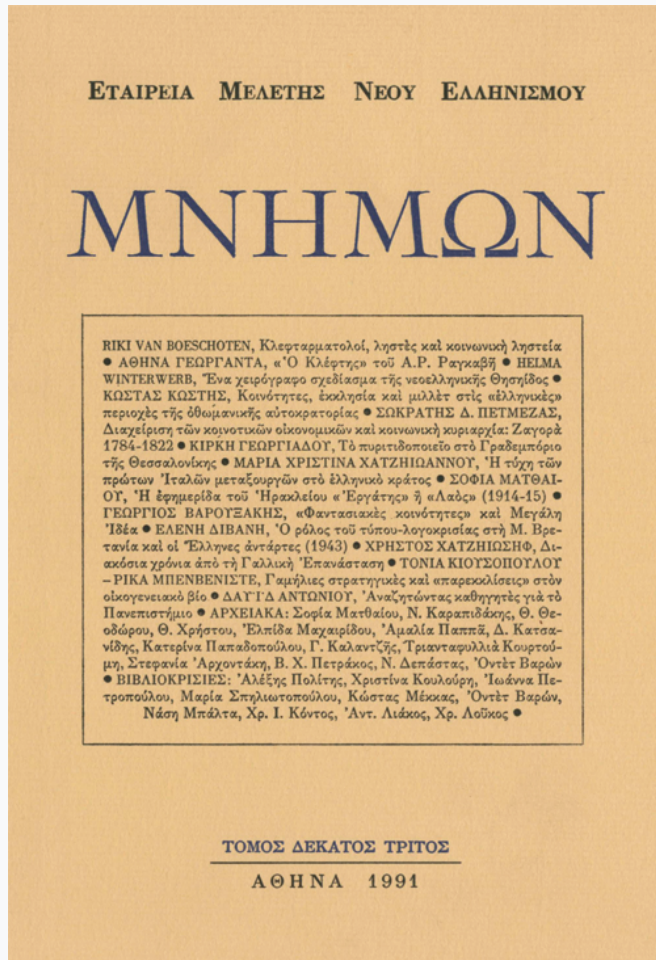 ΕΤΑΙΡΕΙΑ ΜΕΛΕΤΗΣ ΝΕΟΥ ΕΛΛΗΝΙΣΜΟΥ
ΜΝΗΜΩΝ
RIKI VAN BOESCHOTEN, Κλεφταρματολοί, ληστὲς καὶ κοινωνικὴ ληστεία
● ΑΘΗΝΑ ΓΕΩΡΓΑΝΤΑ, «Ὁ Κλέφτης» τοῦ Α.Ρ. Ραγκαβῆ ● HELMA
WINTERWERB, Ἕνα χειρόγραφο σχεδίασμα τῆς νεοελληνικῆς Θησηίδος ●
ΚΩΣΤΑΣ ΚΩΣΤΗΣ, Κοινότητες, ἐκκλησία καὶ μιλλὲτ στὶς «ἑλληνικὲς»
περιοχὲς τῆς ὀθωμανικῆς αὐτοκρατορίας ● ΣΩΚΡΑΤΗΣ Δ. ΠΕΤΜΕΖΑΣ,
Διαχείριση τῶν κοινοτικῶν οἰκονομικῶν καὶ κοινωνικὴ κυριαρχία: Ζαγορὰ
1784-1822 ● ΚΙΡΚΗ ΓΕΩΡΓΙΑΔΟΥ, Τὸ πυριτιδοποιεῖο στὸ Γραδεμπόριο
τῆς Θεσσαλονίκης ● ΜΑΡΙΑ ΧΡΙΣΤΙΝΑ ΧΑΤΖΗΙΩΑΝΝΟΥ, Ἡ τύχη τῶν
πρώτων Ἰταλῶν μεταξουργῶν στὸ ἑλληνικὸ κράτος ● ΣΟΦΙΑ ΜΑΤΘΑΙ-
ΟΥ, Ἡ ἐφημερίδα τοῦ Ἡρακλείου «Ἐργάτης» ἢ «Λαὸς» (1914-15) ●
ΓΕΩΡΓΙΟΣ ΒΑΡΟΥΞΑΚΗΣ, «Φαντασιακὲς κοινότητες» καὶ Μεγάλη
Ἰδέα ● ΕΛΕΝΗ ΔΙΒΑΝΗ, Ὁ ρόλος τοῦ τύπου-λογοκρισίας στὴ Μ. Βρε-
τανία καὶ οἱ Ἕλληνες ἀντάρτες (1943) ● ΧΡΗΣΤΟΣ ΧΑΤΖΗΙΩΣΗΦ, Δι-
ακόσια χρόνια ἀπὸ τὴ Γαλλικὴ Ἐπανάσταση ● ΤΟΝΙΑ ΚΙΟΥΣΟΠΟΥΛΟΥ
– ΡΙΚΑ ΜΠΕΝΒΕΝΙΣΤΕ, Γαμήλιες στρατηγικὲς καὶ «παρεκκλίσεις» στὸν
οἰκογενειακὸ βίο ● ΔΑΥΙΔ ΑΝΤΩΝΙΟΥ, Ἀναζητώντας καθηγητὲς γιὰ τὸ
Πανεπιστήμιο ● ΑΡΧΕΙΑΚΑ: Σοφία Ματθαίου, Ν. Καραπιδάκης, Θ. Θε-
οδώρου, Θ. Χρήστου, Ἐλπίδα Μαχαιρίδου, Ἀμαλία Παππᾶ, Δ. Κατσα-
νίδης, Κατερίνα Παπαδοπούλου, Γ. Καλαντζῆς, Τριανταφυλλιὰ Κουρτού-
μη, Στεφανία Ἀρχοντάκη, Β. Χ. Πετράκος, Ν. Δεπάστας, Ὀντὲτ Βαρὼν
● ΒΙΒΛΙΟΚΡΙΣΙΕΣ: Ἀλέξης Πολίτης, Χριστίνα Κουλούρη, Ἰωάννα Πε-
τροπούλου, Μαρία Σπηλιωτοπούλου, Κώστας Μέκκας, Ὀντὲτ Βαρών,
Νάση Μπάλτα, Χρ. Ι. Κόντος, Ἀντ. Λιάκος, Χρ. Λοῦκος ●
ΤΟΜΟΣ ΔΕΚΑΤΟΣ ΤΡΙΤΟΣ
ΑΘΗΝΑ 1991